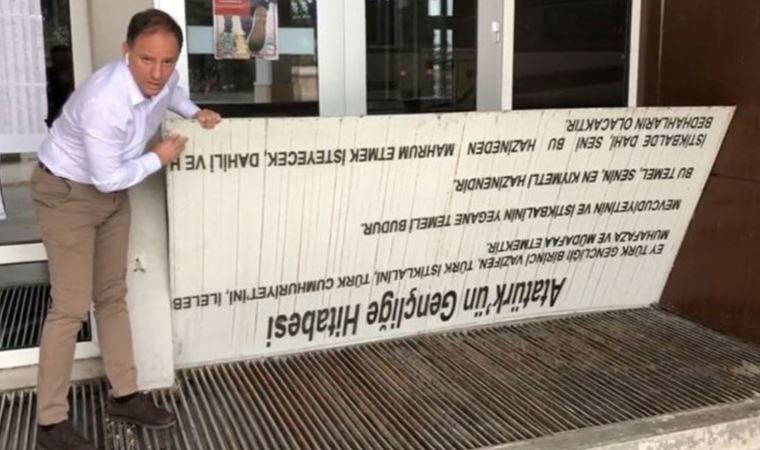 Atatürk'ün Gençliğe Hitabesi
EY TÜRK GENÇLİĞİ BİRİNCİ VAZİFEN, TÜRK İSTİKLALİNİ, TÜRK CUMHURİYET'İNİ, İLELEB
MUHAFAZA VE MÜDAFAA ETMEKTİR.
MEVCUDİYETİNİN VE İSTİKBALİNİN YEGANE TEMELİ BUDUR.
BU TEMEL, SENİN, EN KIYMETLİ HAZİNENDİR.
İSTİKBALDE DAHİ, SENİ BU HAZİNEDEN MAHRUM ETMEK İSTEYECEK, DAHİLİ VE H
BEDHAHLARIN OLACAKTIR.